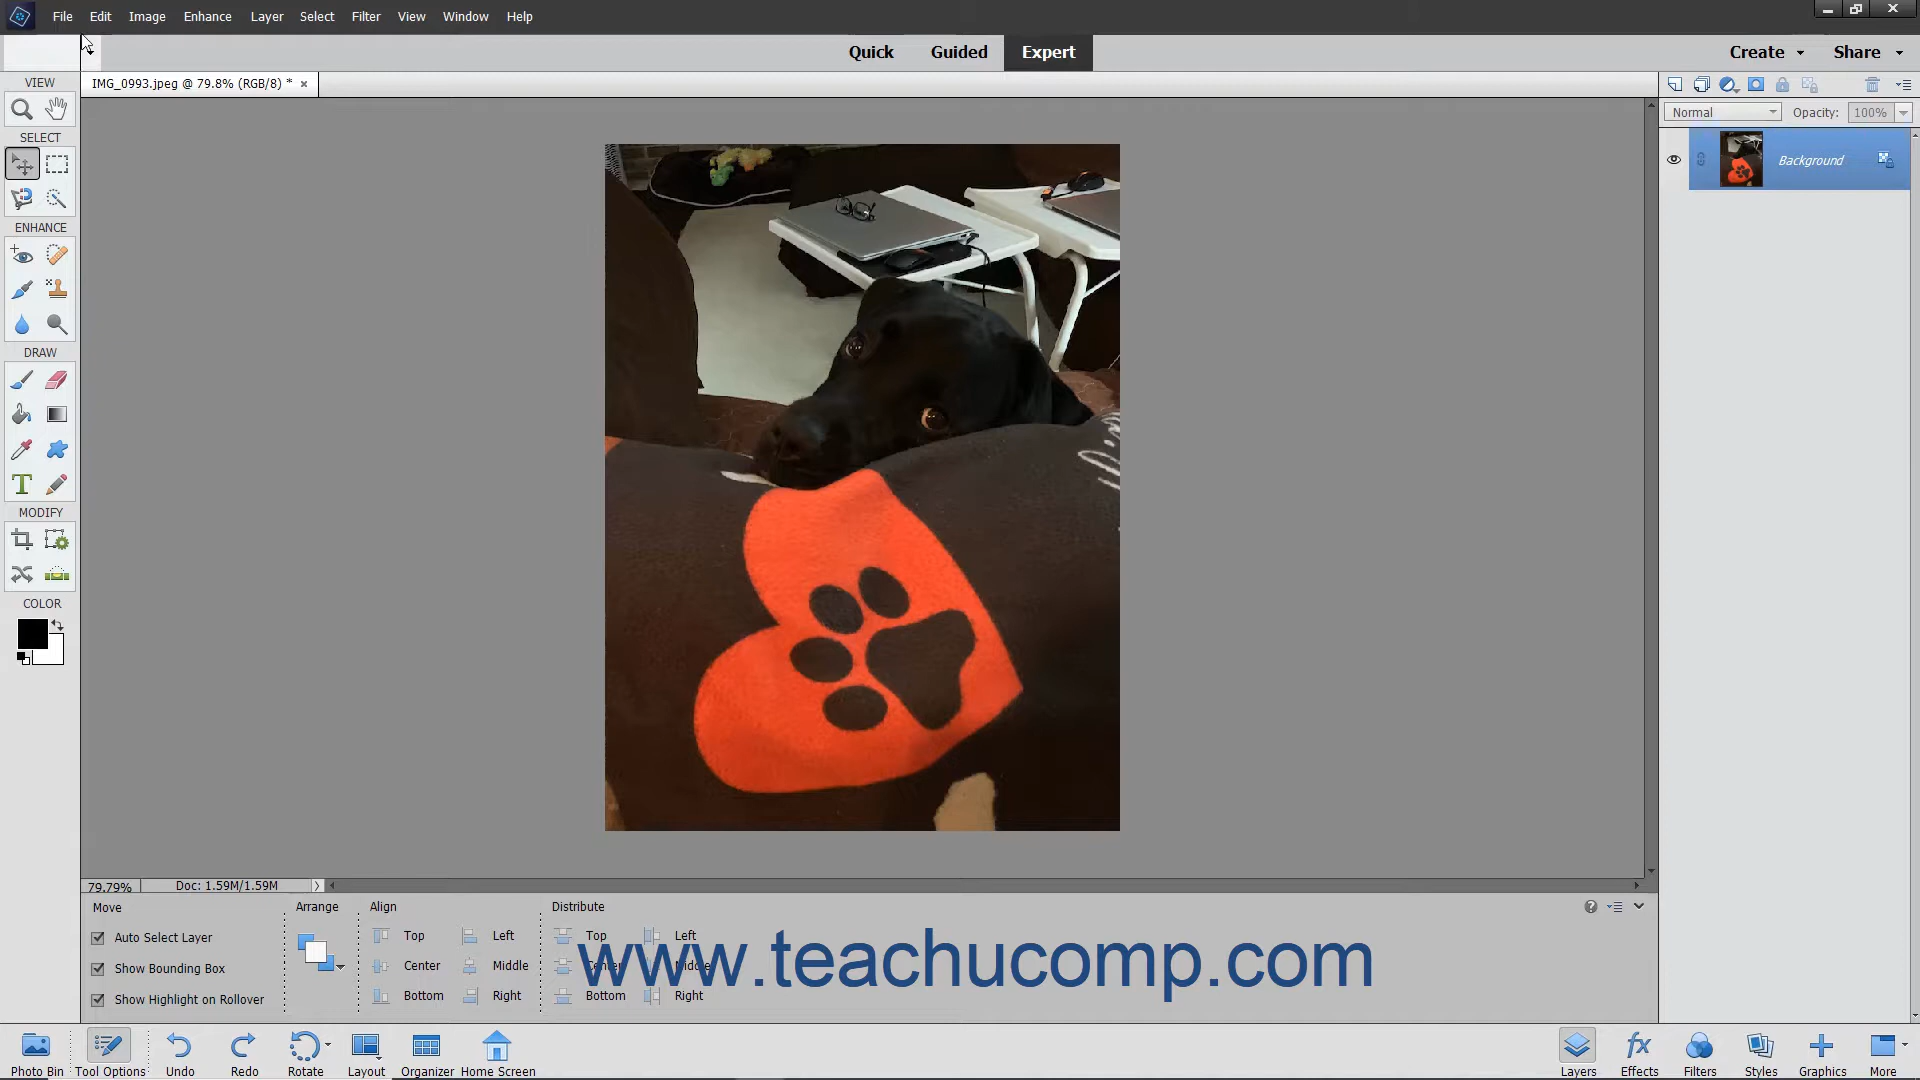 File Edit Image Enhance Layer Select Filter View Window Help
Quick Guided Expert Create Share
IMG_0993.jpeg @ 79.8% (RGB/8) * ×
VIEW
SELECT
ENHANCE
DRAW
MODIFY
COLOR
Normal Opacity: 100%
Background
79.79% Doc: 1.59M/1.59M
Move
Auto Select Layer
Show Bounding Box
Show Highlight on Rollover
Arrange
Align
Top Left
Center Middle
Bottom Right
Distribute
Top Left
Center Middle
Bottom Right
www.teachucomp.com
Photo Bin Tool Options Undo Redo Rotate Layout Organizer Home Screen Layers Effects Filters Styles Graphics More